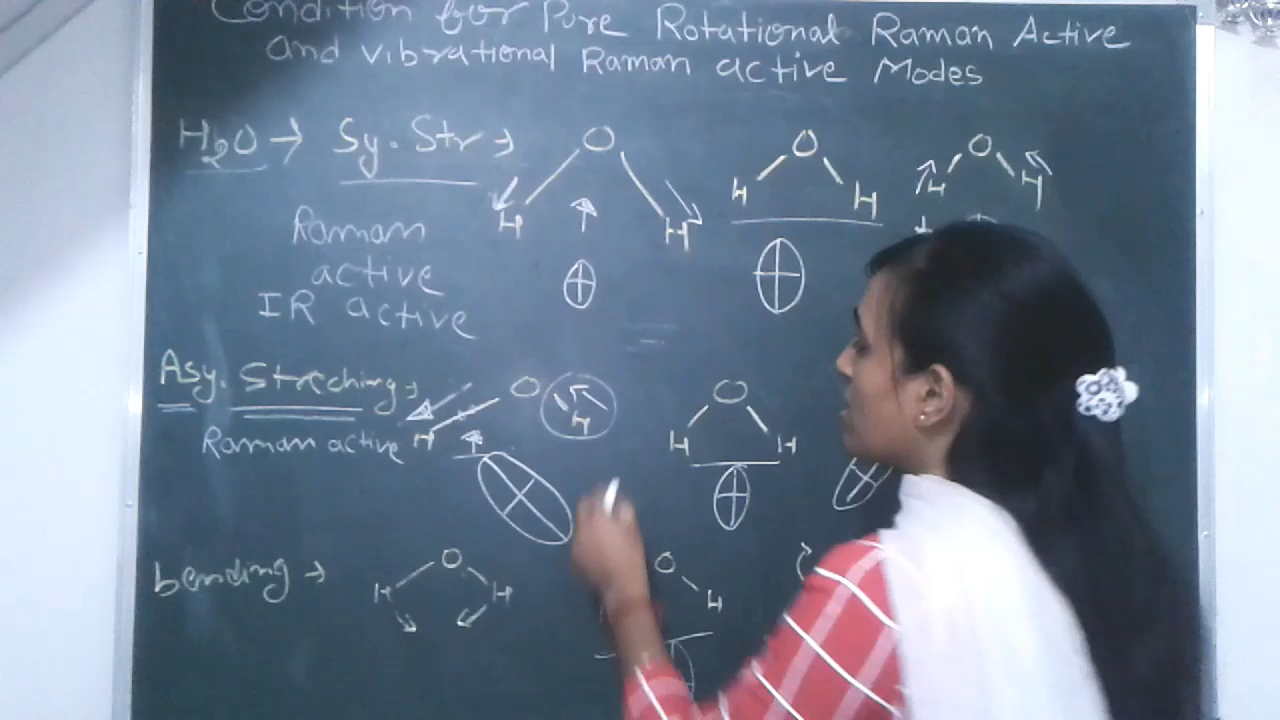 Condition for Pure Rotational Raman Active
and vibrational Raman active Modes
H2O → Sy. Str →
O
H H
O
H H
O
H H
Raman
active
IR active
Asy. Streching →
O
H H
O
H H
Raman active
bending →
O
H H
O
H